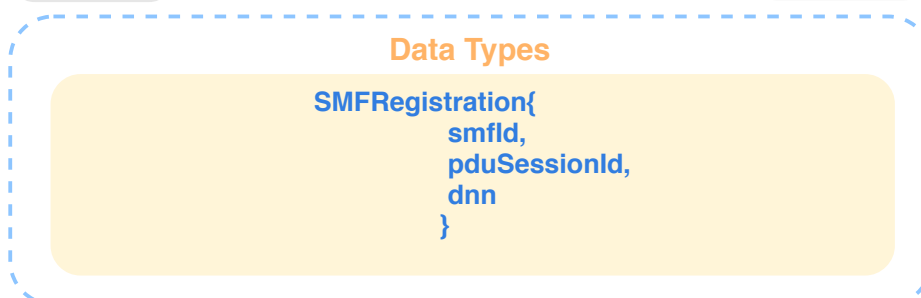 Data Types
SMFRegistration{
smfId,
pduSessionId,
dnn
}